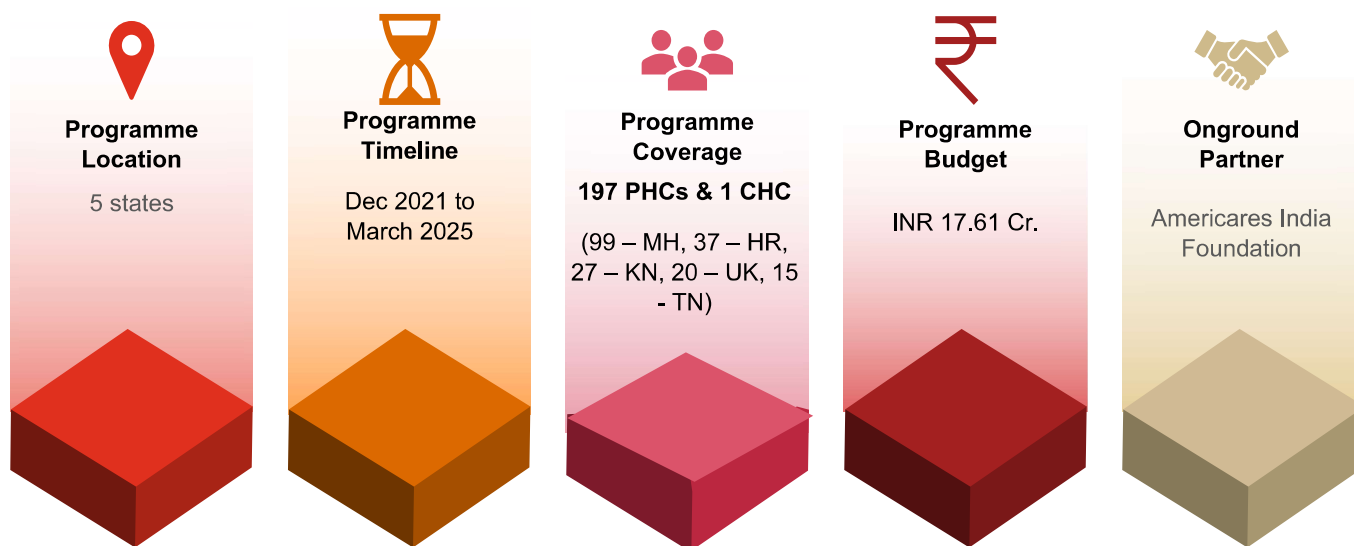 Programme
Location
5 states
Programme
Timeline
Dec 2021 to
March 2025
Programme
Coverage
197 PHCs & 1 CHC
(99 – MH, 37 – HR,
27 – KN, 20 – UK, 15
- TN)
Programme
Budget
INR 17.61 Cr.
Onground
Partner
Americares India
Foundation